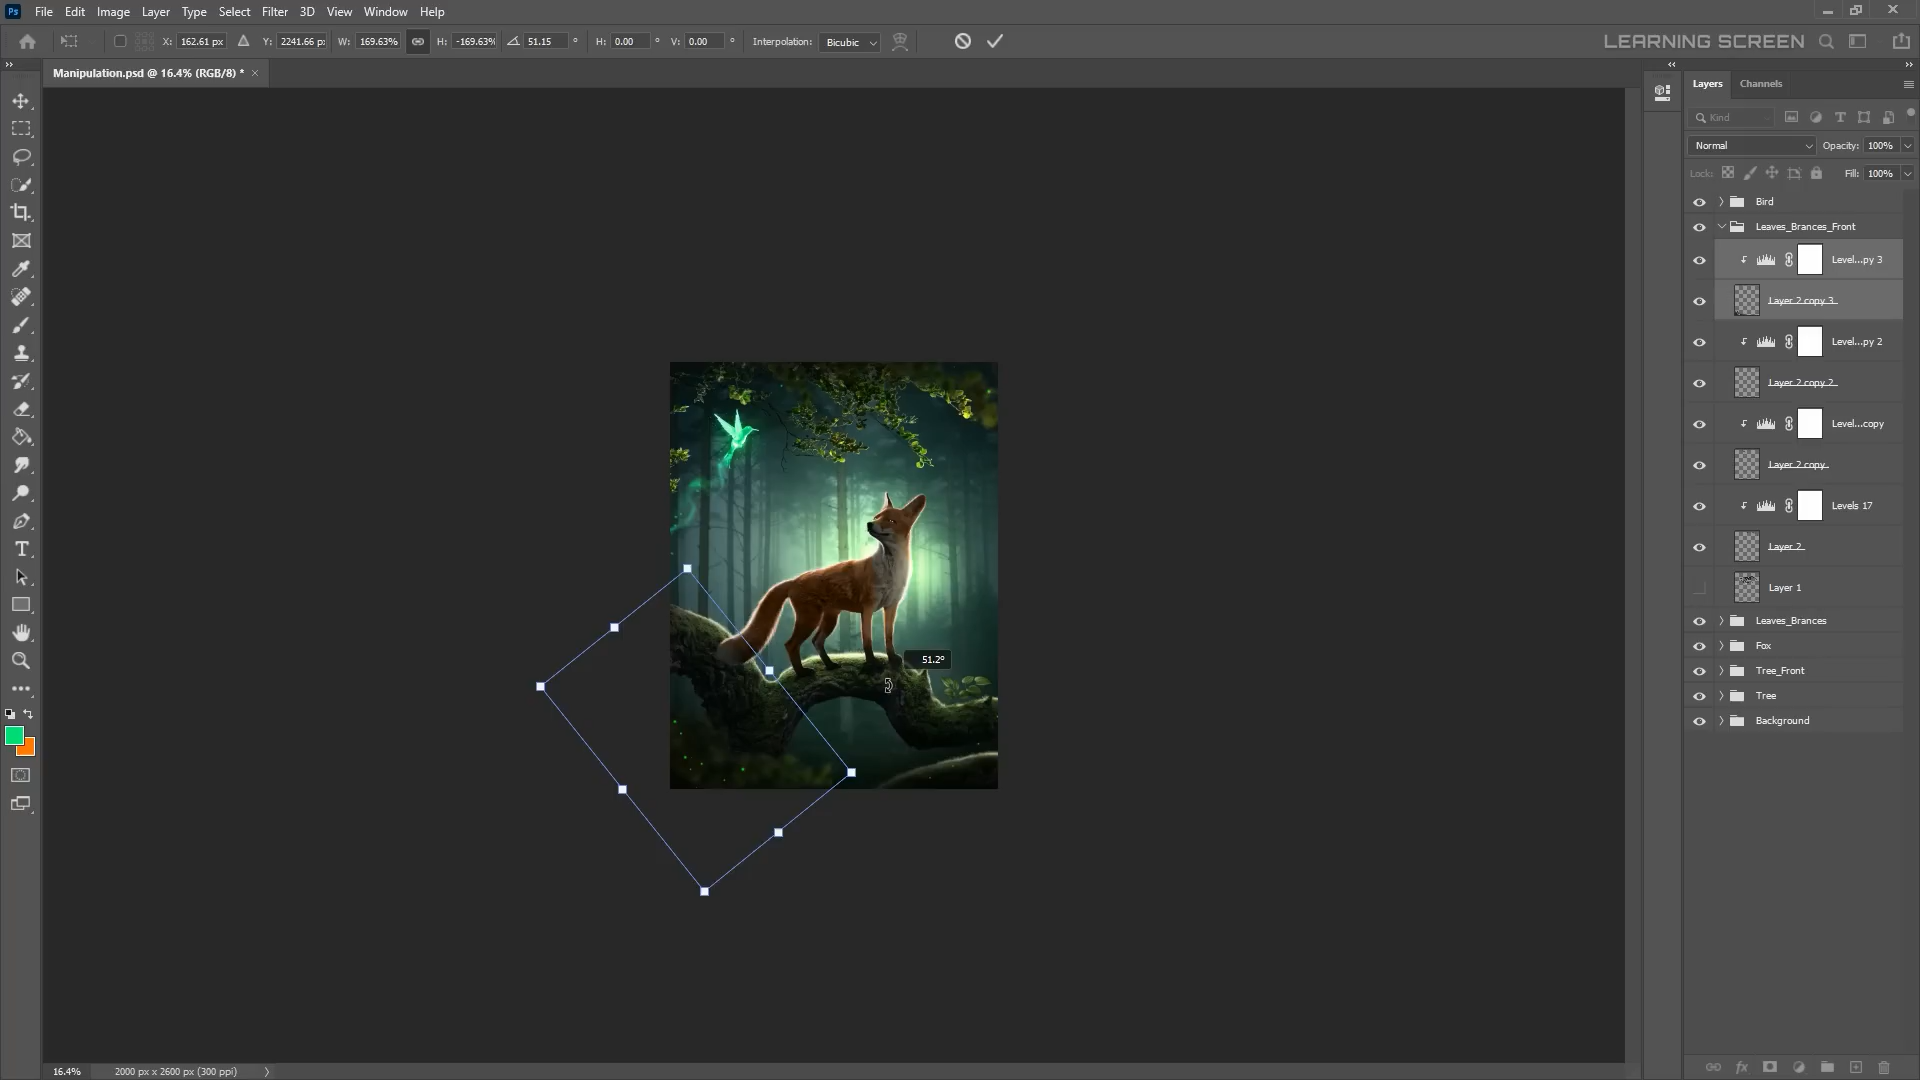 Ps File Edit Image Layer Type Select Filter 3D View Window Help
X: 162.61 px Y: 2241.66 px W: 169.63% H: -169.63% 51.15 ° H: 0.00 ° V: 0.00 ° Interpolation: Bicubic LEARNING SCREEN
Manipulation.psd @ 16.4% (RGB/8) *
Layers Channels
Kind
Normal Opacity: 100%
Lock: Fill: 100%
Bird
Leaves_Brances_Front
Level...py 3
Layer 2 copy 3
Level...py 2
Layer 2 copy 2
Level...copy
Layer 2 copy
Levels 17
Layer 2
Layer 1
Leaves_Brances
Fox
Tree_Front
Tree
Background
51.2°
16.4% 2000 px x 2600 px (300 ppi)